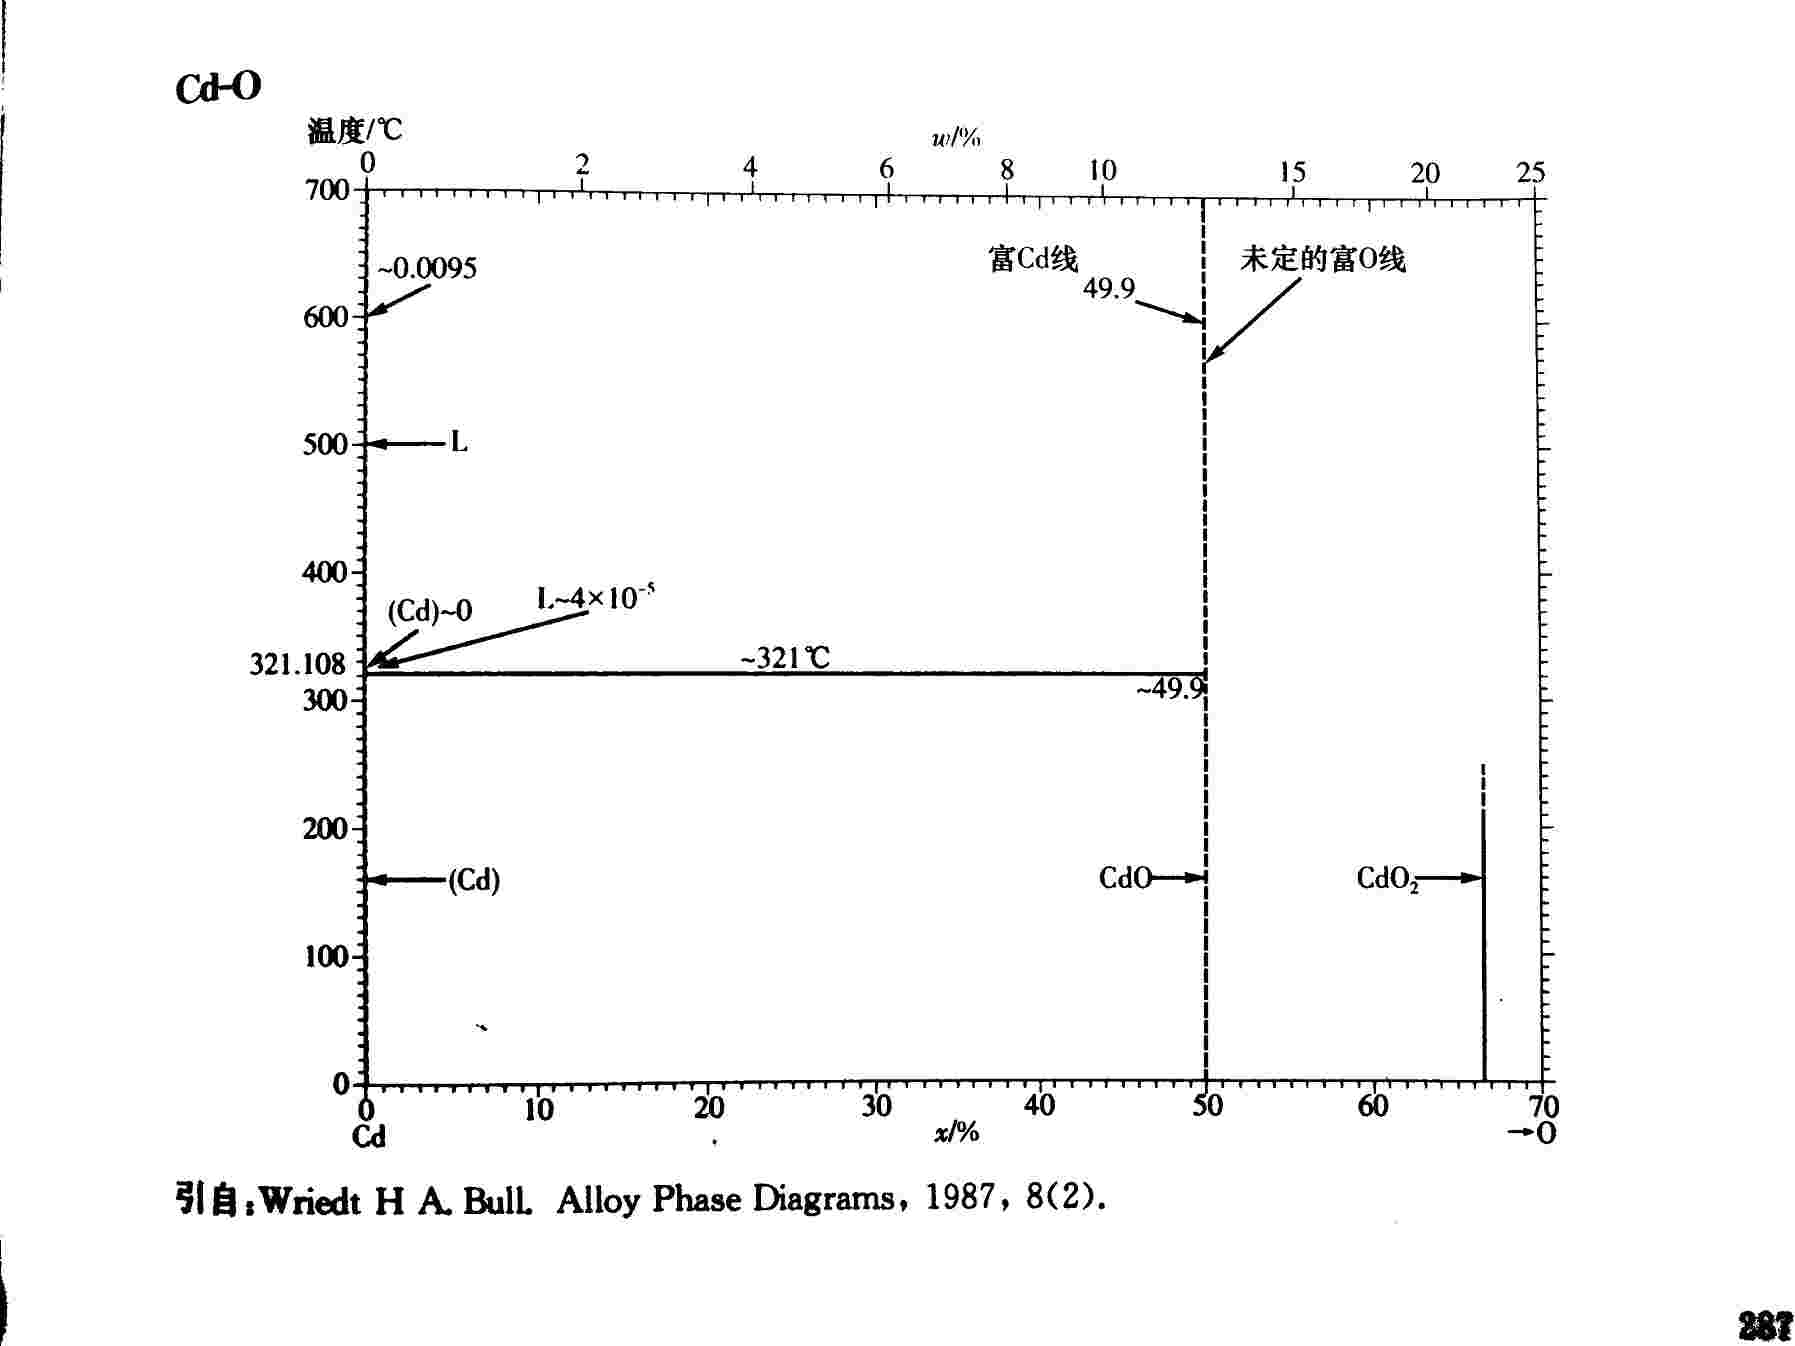 Cd-O
温度/℃
w/%
0 2 4 6 8 10 15 20 25
700
~0.0095
富Cd线
未定的富O线
49.9
600
500
L
400
(Cd)~0
L~4×10⁻⁵
321.108
~321℃
~49.9
300
200
(Cd)
CdO
CdO₂
100
0
0 10 20 30 40 50 60 70
Cd
x/%
→O
引自:Wriedt H A. Bull. Alloy Phase Diagrams, 1987, 8(2).
287